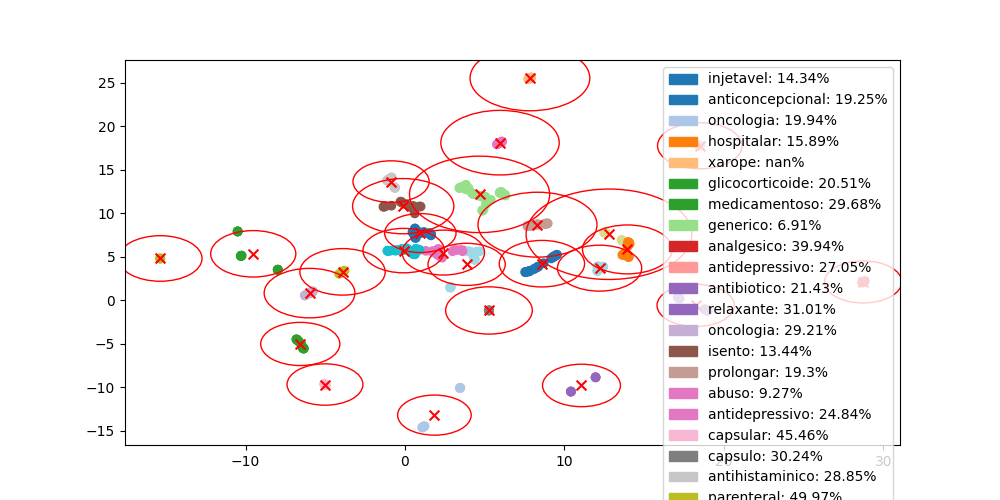 injetavel: 14.34%
anticoncepcional: 19.25%
oncologia: 19.94%
hospitalar: 15.89%
xarope: nan%
glicocorticoide: 20.51%
medicamentoso: 29.68%
generico: 6.91%
analgesico: 39.94%
antidepressivo: 27.05%
antibiotico: 21.43%
relaxante: 31.01%
oncologia: 29.21%
isento: 13.44%
prolongar: 19.3%
abuso: 9.27%
antidepressivo: 24.84%
capsular: 45.46%
capsulo: 30.24%
antihistaminico: 28.85%
parenteral: 49.97%
25
20
15
10
5
0
−5
−10
−15
−10
0
10
20
30